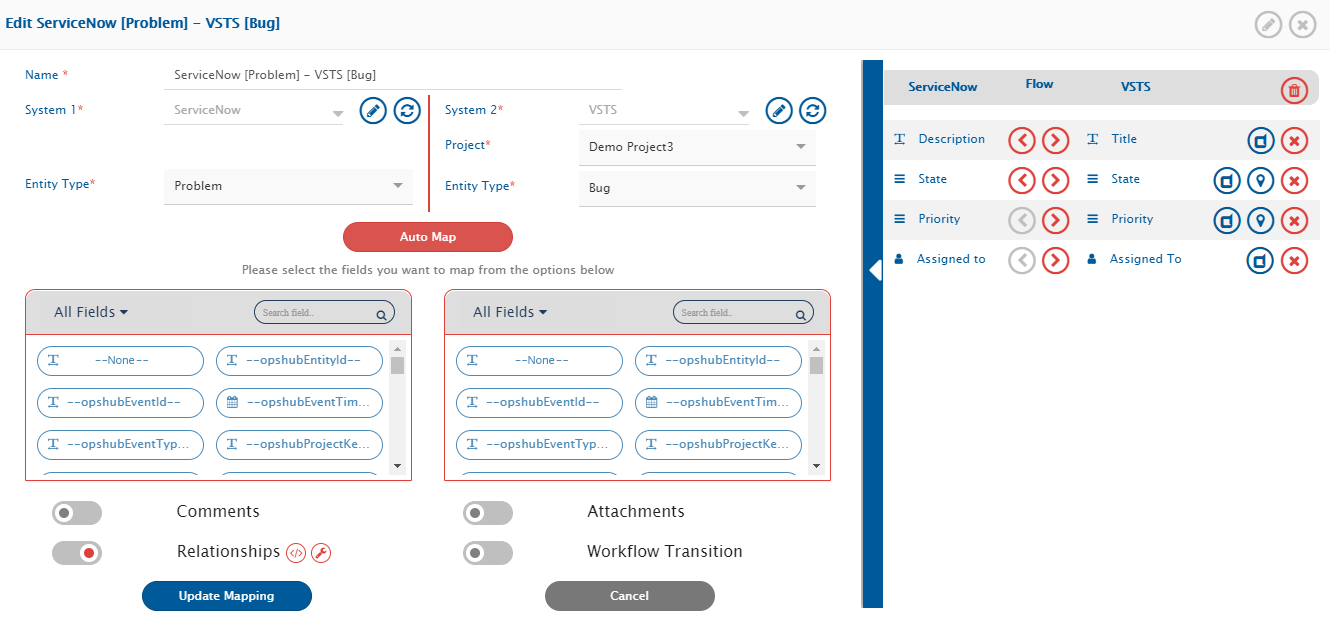 Edit ServiceNow [Problem] – VSTS [Bug]
Name *
ServiceNow [Problem] – VSTS [Bug]
System 1*
ServiceNow
System 2*
VSTS
Project*
Demo Project3
Entity Type*
Problem
Entity Type*
Bug
Auto Map
Please select the fields you want to map from the options below
All Fields
Search field..
--None--
--opshubEntityId--
--opshubEventId--
--opshubEventTim...
--opshubEventTyp...
--opshubProjectKe...
All Fields
Search field..
--None--
--opshubEntityId--
--opshubEventId--
--opshubEventTim...
--opshubEventTyp...
--opshubProjectKe...
Comments
Attachments
Relationships
Workflow Transition
Update Mapping
Cancel
ServiceNow Flow VSTS
Description Title
State State
Priority Priority
Assigned to Assigned To